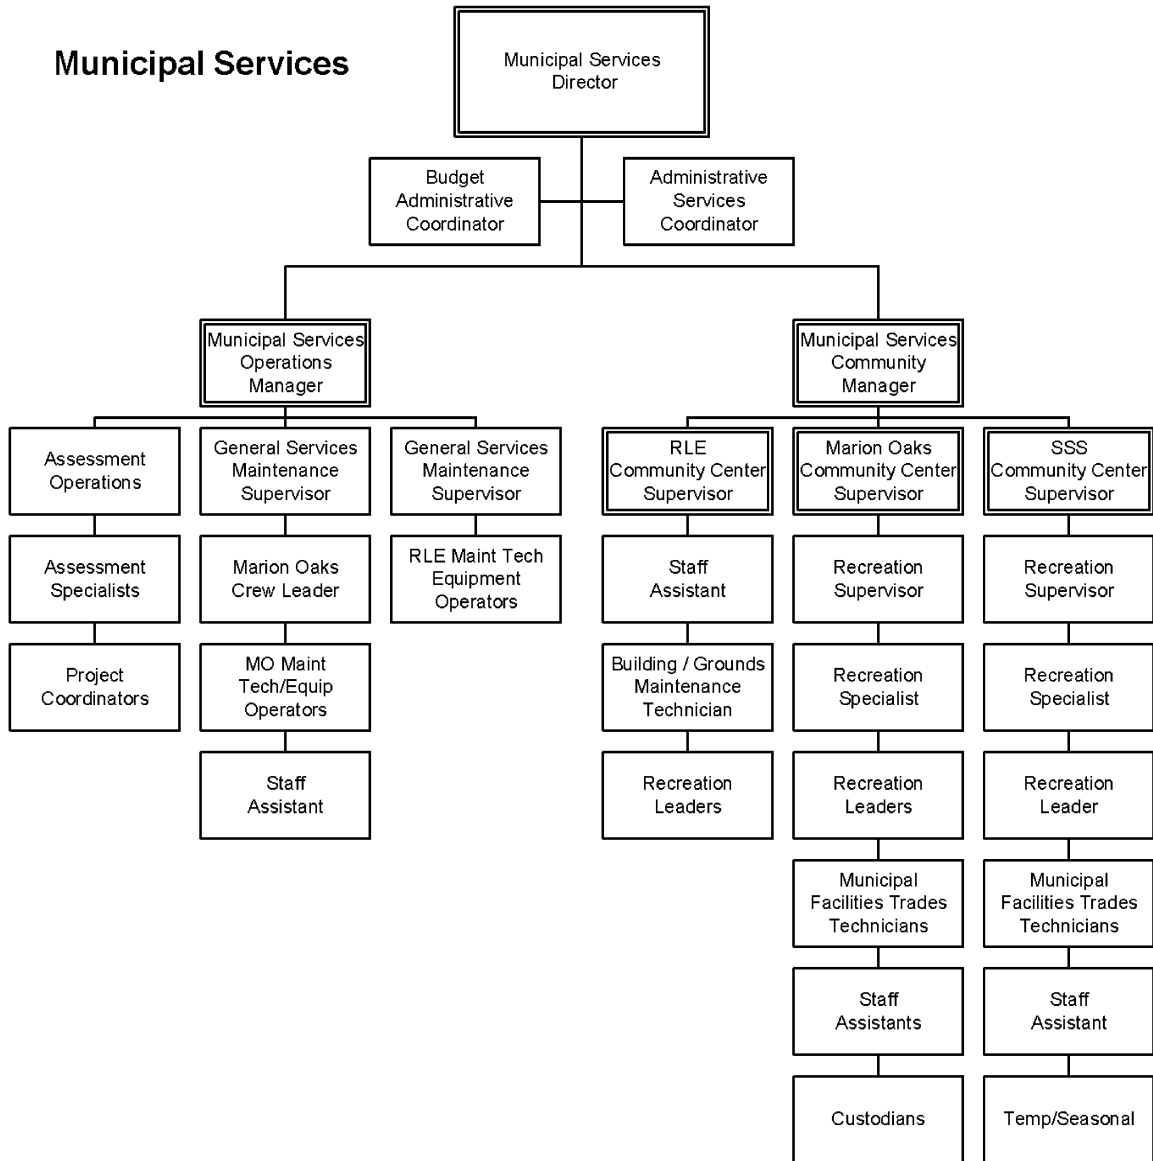 Municipal Services
Municipal Services
Director
Budget
Administrative
Coordinator
Administrative
Services
Coordinator
Municipal Services
Operations
Manager
Municipal Services
Community
Manager
Assessment
Operations
General Services
Maintenance
Supervisor
General Services
Maintenance
Supervisor
RLE
Community Center
Supervisor
Marion Oaks
Community Center
Supervisor
SSS
Community Center
Supervisor
Assessment
Specialists
Marion Oaks
Crew Leader
RLE Maint Tech
Equipment
Operators
Staff
Assistant
Recreation
Supervisor
Recreation
Supervisor
Project
Coordinators
MO Maint
Tech/Equip
Operators
Building / Grounds
Maintenance
Technician
Recreation
Specialist
Recreation
Specialist
Staff
Assistant
Recreation
Leaders
Recreation
Leaders
Recreation
Leader
Municipal
Facilities Trades
Technicians
Municipal
Facilities Trades
Technicians
Staff
Assistants
Staff
Assistant
Custodians
Temp/Seasonal